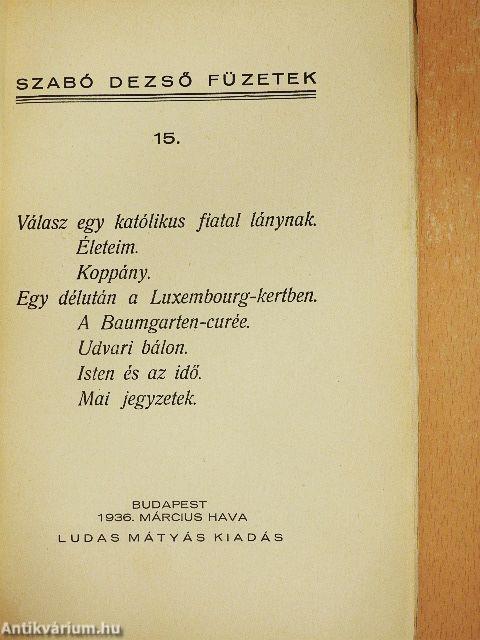 SZABÓ DEZSŐ FÜZETEK
15.
Válasz egy katólikus fiatal lánynak.
Életeim.
Koppány.
Egy délután a Luxembourg-kertben.
A Baumgarten-curée.
Udvari bálon.
Isten és az idő.
Mai jegyzetek.
BUDAPEST
1936. MÁRCIUS HAVA
LUDAS MÁTYÁS KIADÁS
Antikvárium.hu